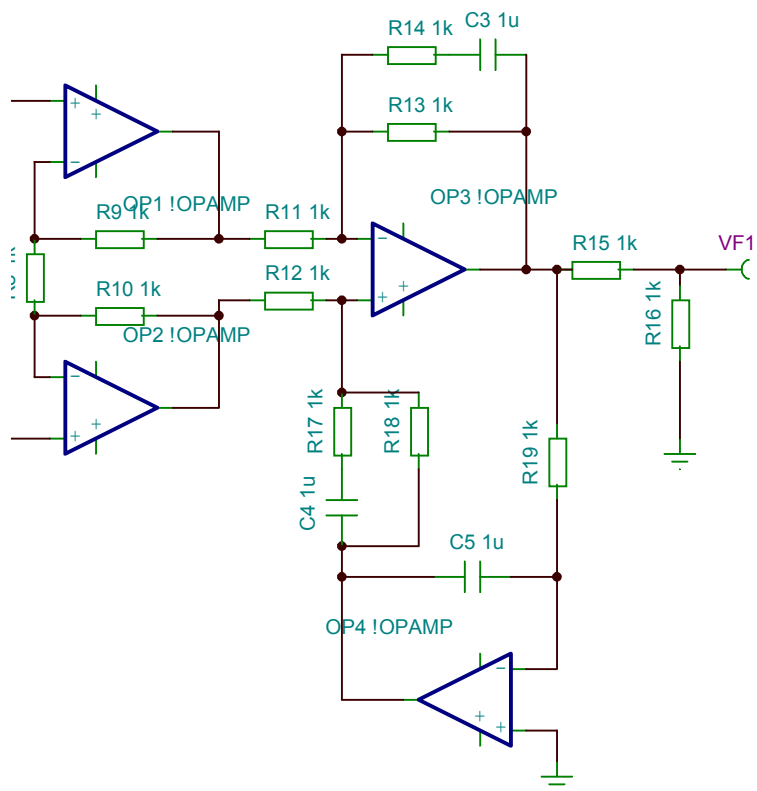 R14 1k
C3 1u
R13 1k
OP1 !OPAMP
OP3 !OPAMP
R9 1k
R11 1k
R15 1k
VF1
R12 1k
R10 1k
OP2 !OPAMP
R16 1k
R17 1k
R18 1k
R19 1k
C4 1u
C5 1u
OP4 !OPAMP